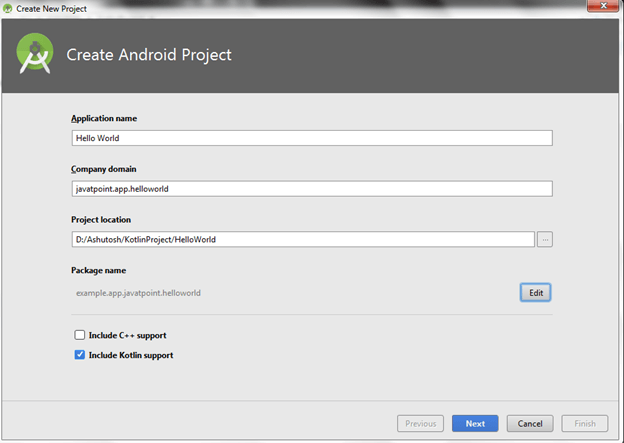 Create New Project
Create Android Project
Application name
Hello World
Company domain
javatpoint.app.helloworld
Project location
D:/Ashutosh/KotlinProject/HelloWorld
...
Package name
example.app.javatpoint.helloworld
Edit
Include C++ support
Include Kotlin support
Previous
Next
Cancel
Finish